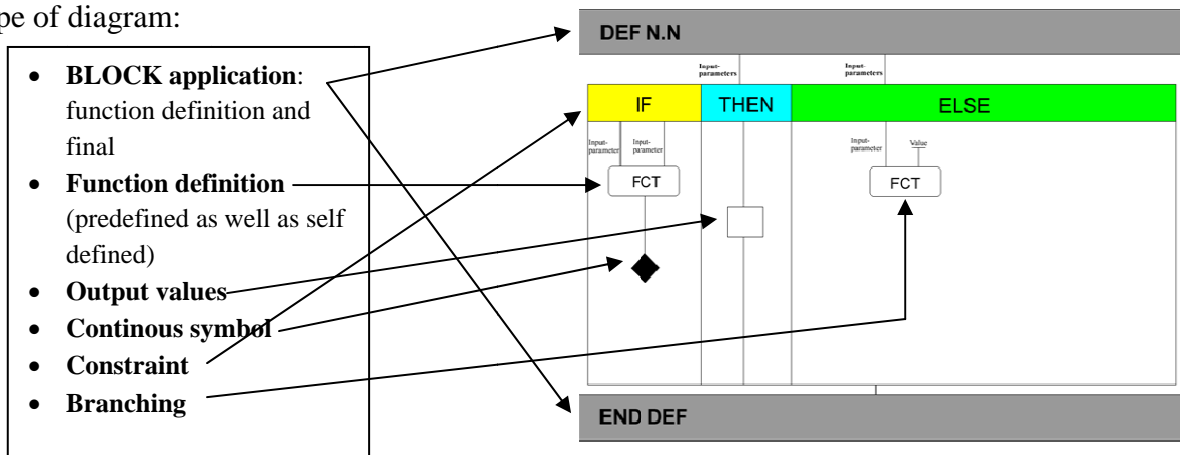 pe of diagram:
• BLOCK application:
function definition and
final
• Function definition
(predefined as well as self
defined)
• Output values
• Continous symbol
• Constraint
• Branching
DEF N.N
Input-
parameters
Input-
parameters
IF
THEN
ELSE
Input-
parameter
Input-
parameter
Input-
parameter
Value
FCT
FCT
END DEF